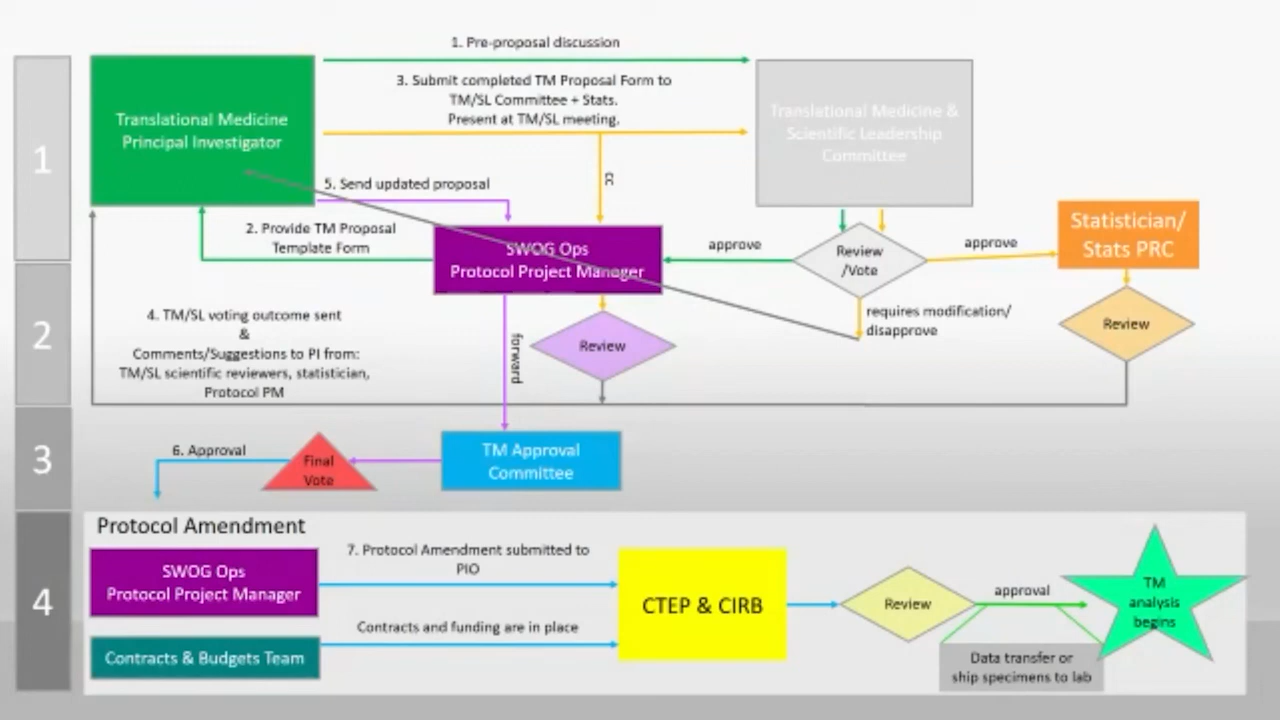 1. Pre-proposal discussion
1
Translational Medicine
Principal Investigator
3. Submit completed TM Proposal Form to
TM/SL Committee + Stats.
Present at TM/SL meeting.
Translational Medicine &
Scientific Leadership
Committee
cc
5. Send updated proposal
2. Provide TM Proposal
Template Form
SWOG Ops
Protocol Project Manager
approve
Review
/Vote
approve
Statistician/
Stats PRC
2
4. TM/SL voting outcome sent
&
Comments/Suggestions to PI from:
TM/SL scientific reviewers, statistician,
Protocol PM
forward
Review
requires modification/
disapprove
Review
3
6. Approval
Final
Vote
TM Approval
Committee
4
Protocol Amendment
SWOG Ops
Protocol Project Manager
7. Protocol Amendment submitted to
PIO
Contracts & Budgets Team
Contracts and funding are in place
CTEP & CIRB
Review
approval
TM
analysis
begins
Data transfer or
ship specimens to lab